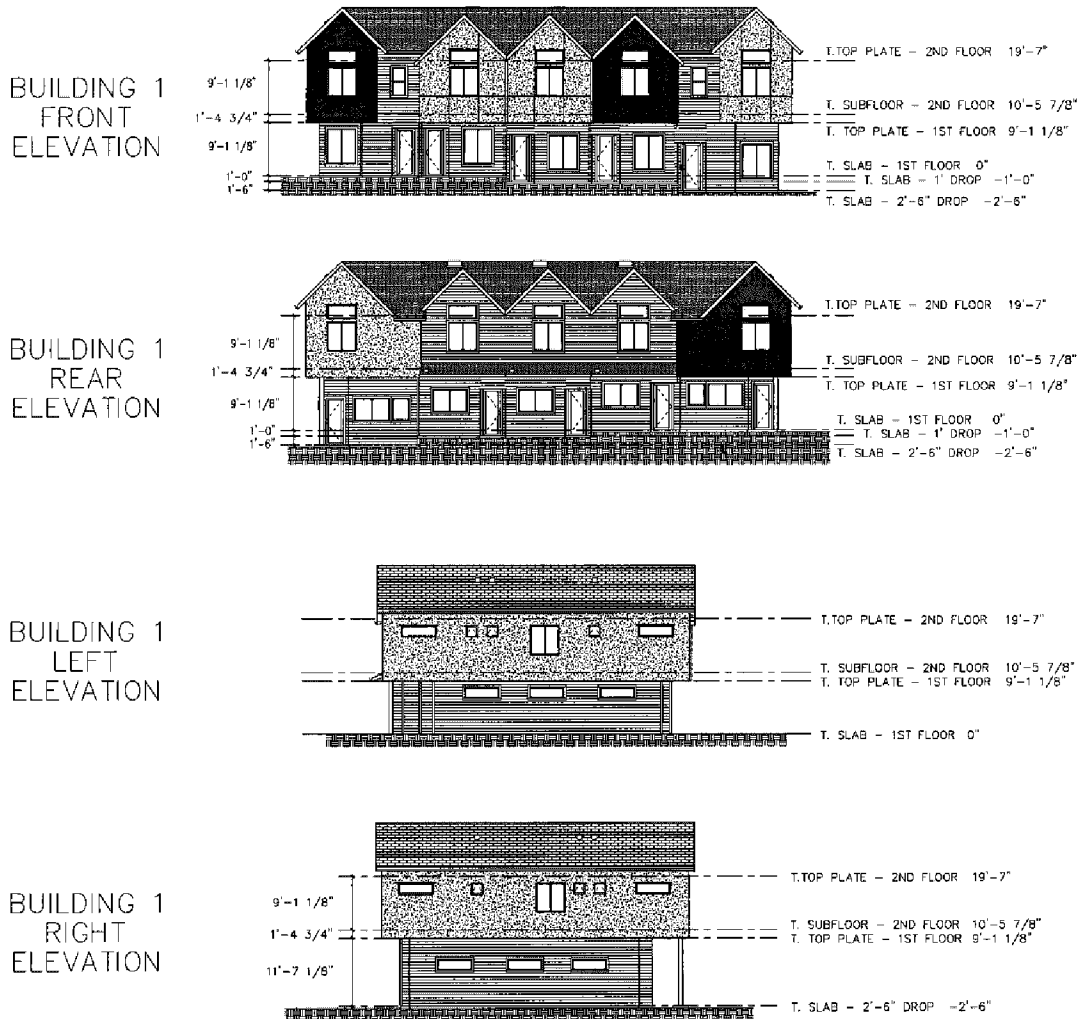 BUILDING 1
FRONT
ELEVATION
9'-1 1/8"
1'-4 3/4"
9'-1 1/8"
1'-0"
1'-6"
T.TOP PLATE - 2ND FLOOR 19'-7"
T. SUBFLOOR - 2ND FLOOR 10'-5 7/8"
T. TOP PLATE - 1ST FLOOR 9'-1 1/8"
T. SLAB - 1ST FLOOR 0"
T. SLAB - 1' DROP -1'-0"
T. SLAB - 2'-6" DROP -2'-6"
BUILDING 1
REAR
ELEVATION
9'-1 1/8"
1'-4 3/4"
9'-1 1/8"
1'-0"
1'-6"
T.TOP PLATE - 2ND FLOOR 19'-7"
T. SUBFLOOR - 2ND FLOOR 10'-5 7/8"
T. TOP PLATE - 1ST FLOOR 9'-1 1/8"
T. SLAB - 1ST FLOOR 0"
T. SLAB - 1' DROP -1'-0"
T. SLAB - 2'-6" DROP -2'-6"
BUILDING 1
LEFT
ELEVATION
T.TOP PLATE - 2ND FLOOR 19'-7"
T. SUBFLOOR - 2ND FLOOR 10'-5 7/8"
T. TOP PLATE - 1ST FLOOR 9'-1 1/8"
T. SLAB - 1ST FLOOR 0"
BUILDING 1
RIGHT
ELEVATION
9'-1 1/8"
1'-4 3/4"
11'-7 1/8"
T.TOP PLATE - 2ND FLOOR 19'-7"
T. SUBFLOOR - 2ND FLOOR 10'-5 7/8"
T. TOP PLATE - 1ST FLOOR 9'-1 1/8"
T. SLAB - 2'-6" DROP -2'-6"